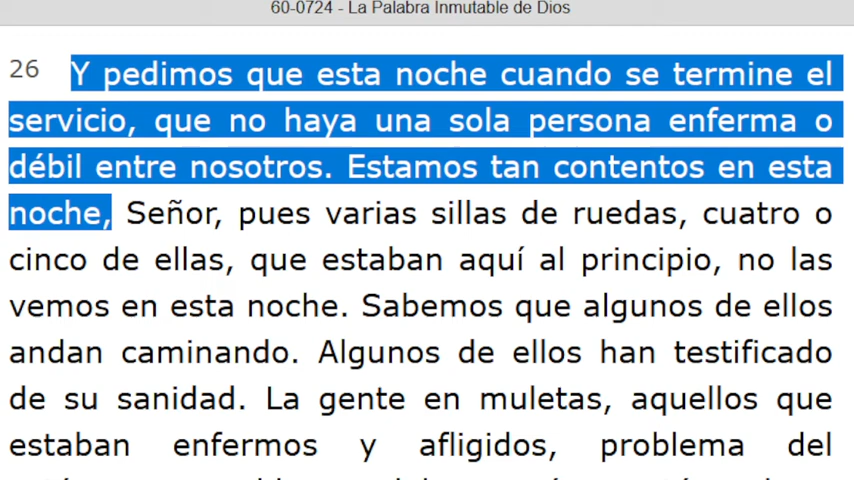 60-0724 - La Palabra Inmutable de Dios
26 Y pedimos que esta noche cuando se termine el
servicio, que no haya una sola persona enferma o
débil entre nosotros. Estamos tan contentos en esta
noche, Señor, pues varias sillas de ruedas, cuatro o
cinco de ellas, que estaban aquí al principio, no las
vemos en esta noche. Sabemos que algunos de ellos
andan caminando. Algunos de ellos han testificado
de su sanidad. La gente en muletas, aquellos que
estaban enfermos y afligidos, problema del